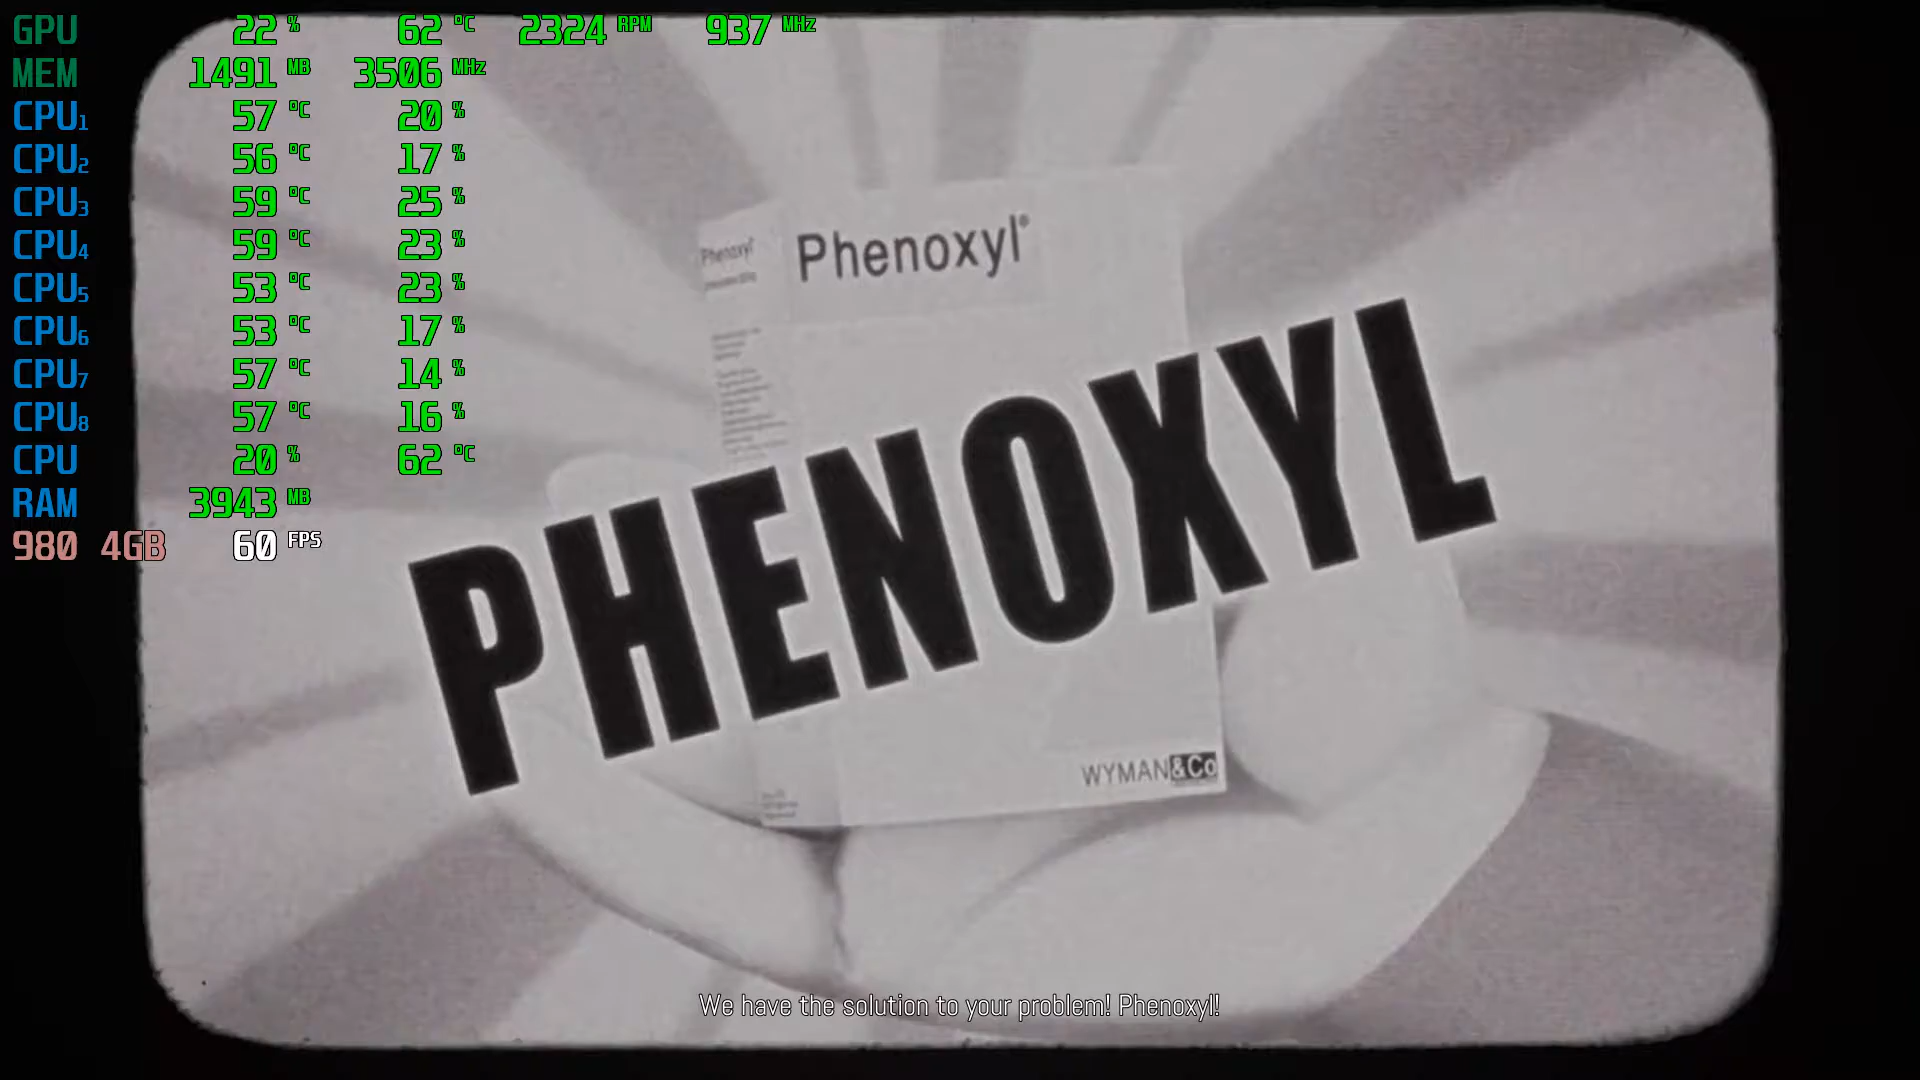 GPU 22 % 62 °C 2324 RPM 937 MHz
MEM 1491 MB 3506 MHz
CPU1 57 °C 20 %
CPU2 56 °C 17 %
CPU3 59 °C 25 %
CPU4 59 °C 23 %
CPU5 53 °C 23 %
CPU6 53 °C 17 %
CPU7 57 °C 14 %
CPU8 57 °C 16 %
CPU 20 % 62 °C
RAM 3943 MB
980 4GB 60 FPS
Phenoxyl
Phenoxyl®
PHENOXYL
WYMAN&Co
We have the solution to your problem! Phenoxyl!